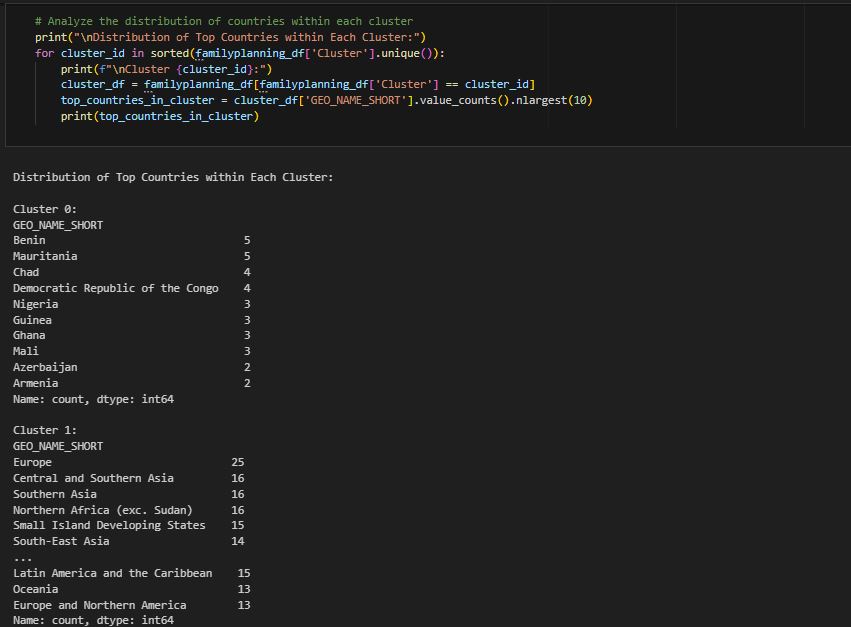 # Analyze the distribution of countries within each cluster
print("\nDistribution of Top Countries within Each Cluster:")
for cluster_id in sorted(familyplanning_df['Cluster'].unique()):
    print(f"\nCluster {cluster_id}:")
    cluster_df = familyplanning_df[familyplanning_df['Cluster'] == cluster_id]
    top_countries_in_cluster = cluster_df['GEO_NAME_SHORT'].value_counts().nlargest(10)
    print(top_countries_in_cluster)
Distribution of Top Countries within Each Cluster:
Cluster 0:
GEO_NAME_SHORT
Benin 5
Mauritania 5
Chad 4
Democratic Republic of the Congo 4
Nigeria 3
Guinea 3
Ghana 3
Mali 3
Azerbaijan 2
Armenia 2
Name: count, dtype: int64
Cluster 1:
GEO_NAME_SHORT
Europe 25
Central and Southern Asia 16
Southern Asia 16
Northern Africa (exc. Sudan) 16
Small Island Developing States 15
South-East Asia 14
...
Latin America and the Caribbean 15
Oceania 13
Europe and Northern America 13
Name: count, dtype: int64